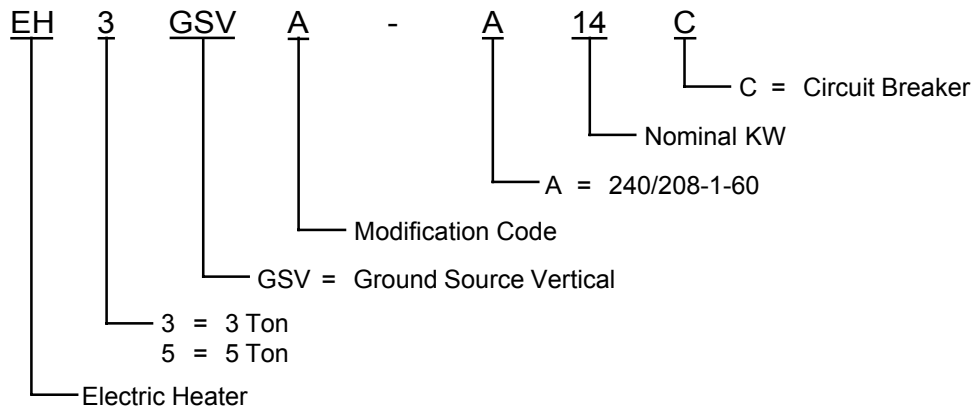 EH 3 GSV A - A 14 C
C = Circuit Breaker
Nominal KW
A = 240/208-1-60
Modification Code
GSV = Ground Source Vertical
3 = 3 Ton
5 = 5 Ton
Electric Heater